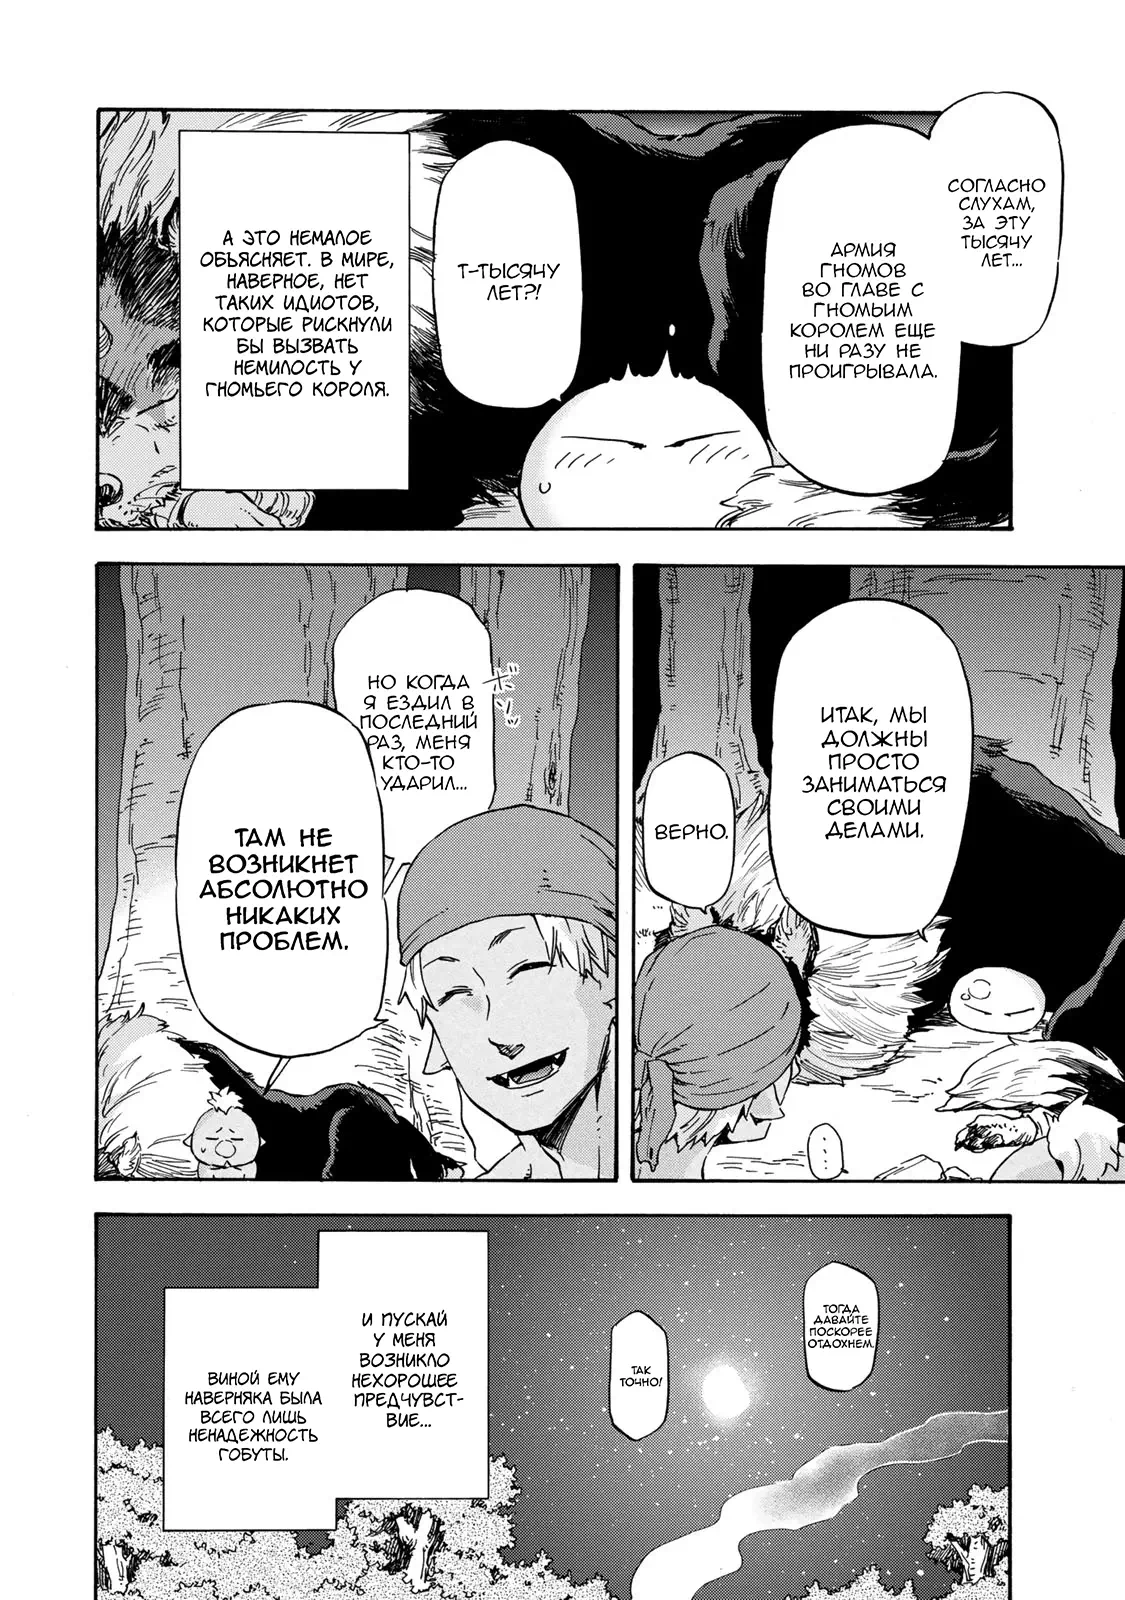 СОГЛАСНО
СЛУХАМ,
ЗА ЭТУ
ТЫСЯЧУ
ЛЕТ...
АРМИЯ
ГНОМОВ
ВО ГЛАВЕ С
ГНОМЬИМ
КОРОЛЕМ ЕЩЕ
НИ РАЗУ НЕ
ПРОИГРЫВАЛА.
Т-ТЫСЯЧУ
ЛЕТ?!
А ЭТО НЕМАЛОЕ
ОБЬЯСНЯЕТ. В МИРЕ,
НАВЕРНОЕ, НЕТ
ТАКИХ ИДИОТОВ,
КОТОРЫЕ РИСКНУЛИ
БЫ ВЫЗВАТЬ
НЕМИЛОСТЬ У
ГНОМЬЕГО КОРОЛЯ.
ИТАК, МЫ
ДОЛЖНЫ
ПРОСТО
ЗАНИМАТЬСЯ
СВОИМИ
ДЕЛАМИ.
ВЕРНО.
....
НО КОГДА
Я ЕЗДИЛ В
ПОСЛЕДНИЙ
РАЗ, МЕНЯ
КТО-ТО
УДАРИЛ...
ボソッ
ТАМ НЕ
ВОЗНИКНЕТ
АБСОЛЮТНО
НИКАКИХ
ПРОБЛЕМ.
ТОГДА
ДАВАЙТЕ
ПОСКОРЕЕ
ОТДОХНЕМ.
ТАК
ТОЧНО!
И ПУСКАЙ
У МЕНЯ
ВОЗНИКЛО
НЕХОРОШЕЕ
ПРЕДЧУВСТ-
ВИЕ...
ВИНОЙ ЕМУ
НАВЕРНЯКА БЫЛА
ВСЕГО ЛИШЬ
НЕНАДЕЖНОСТЬ
ГОБУТЫ.